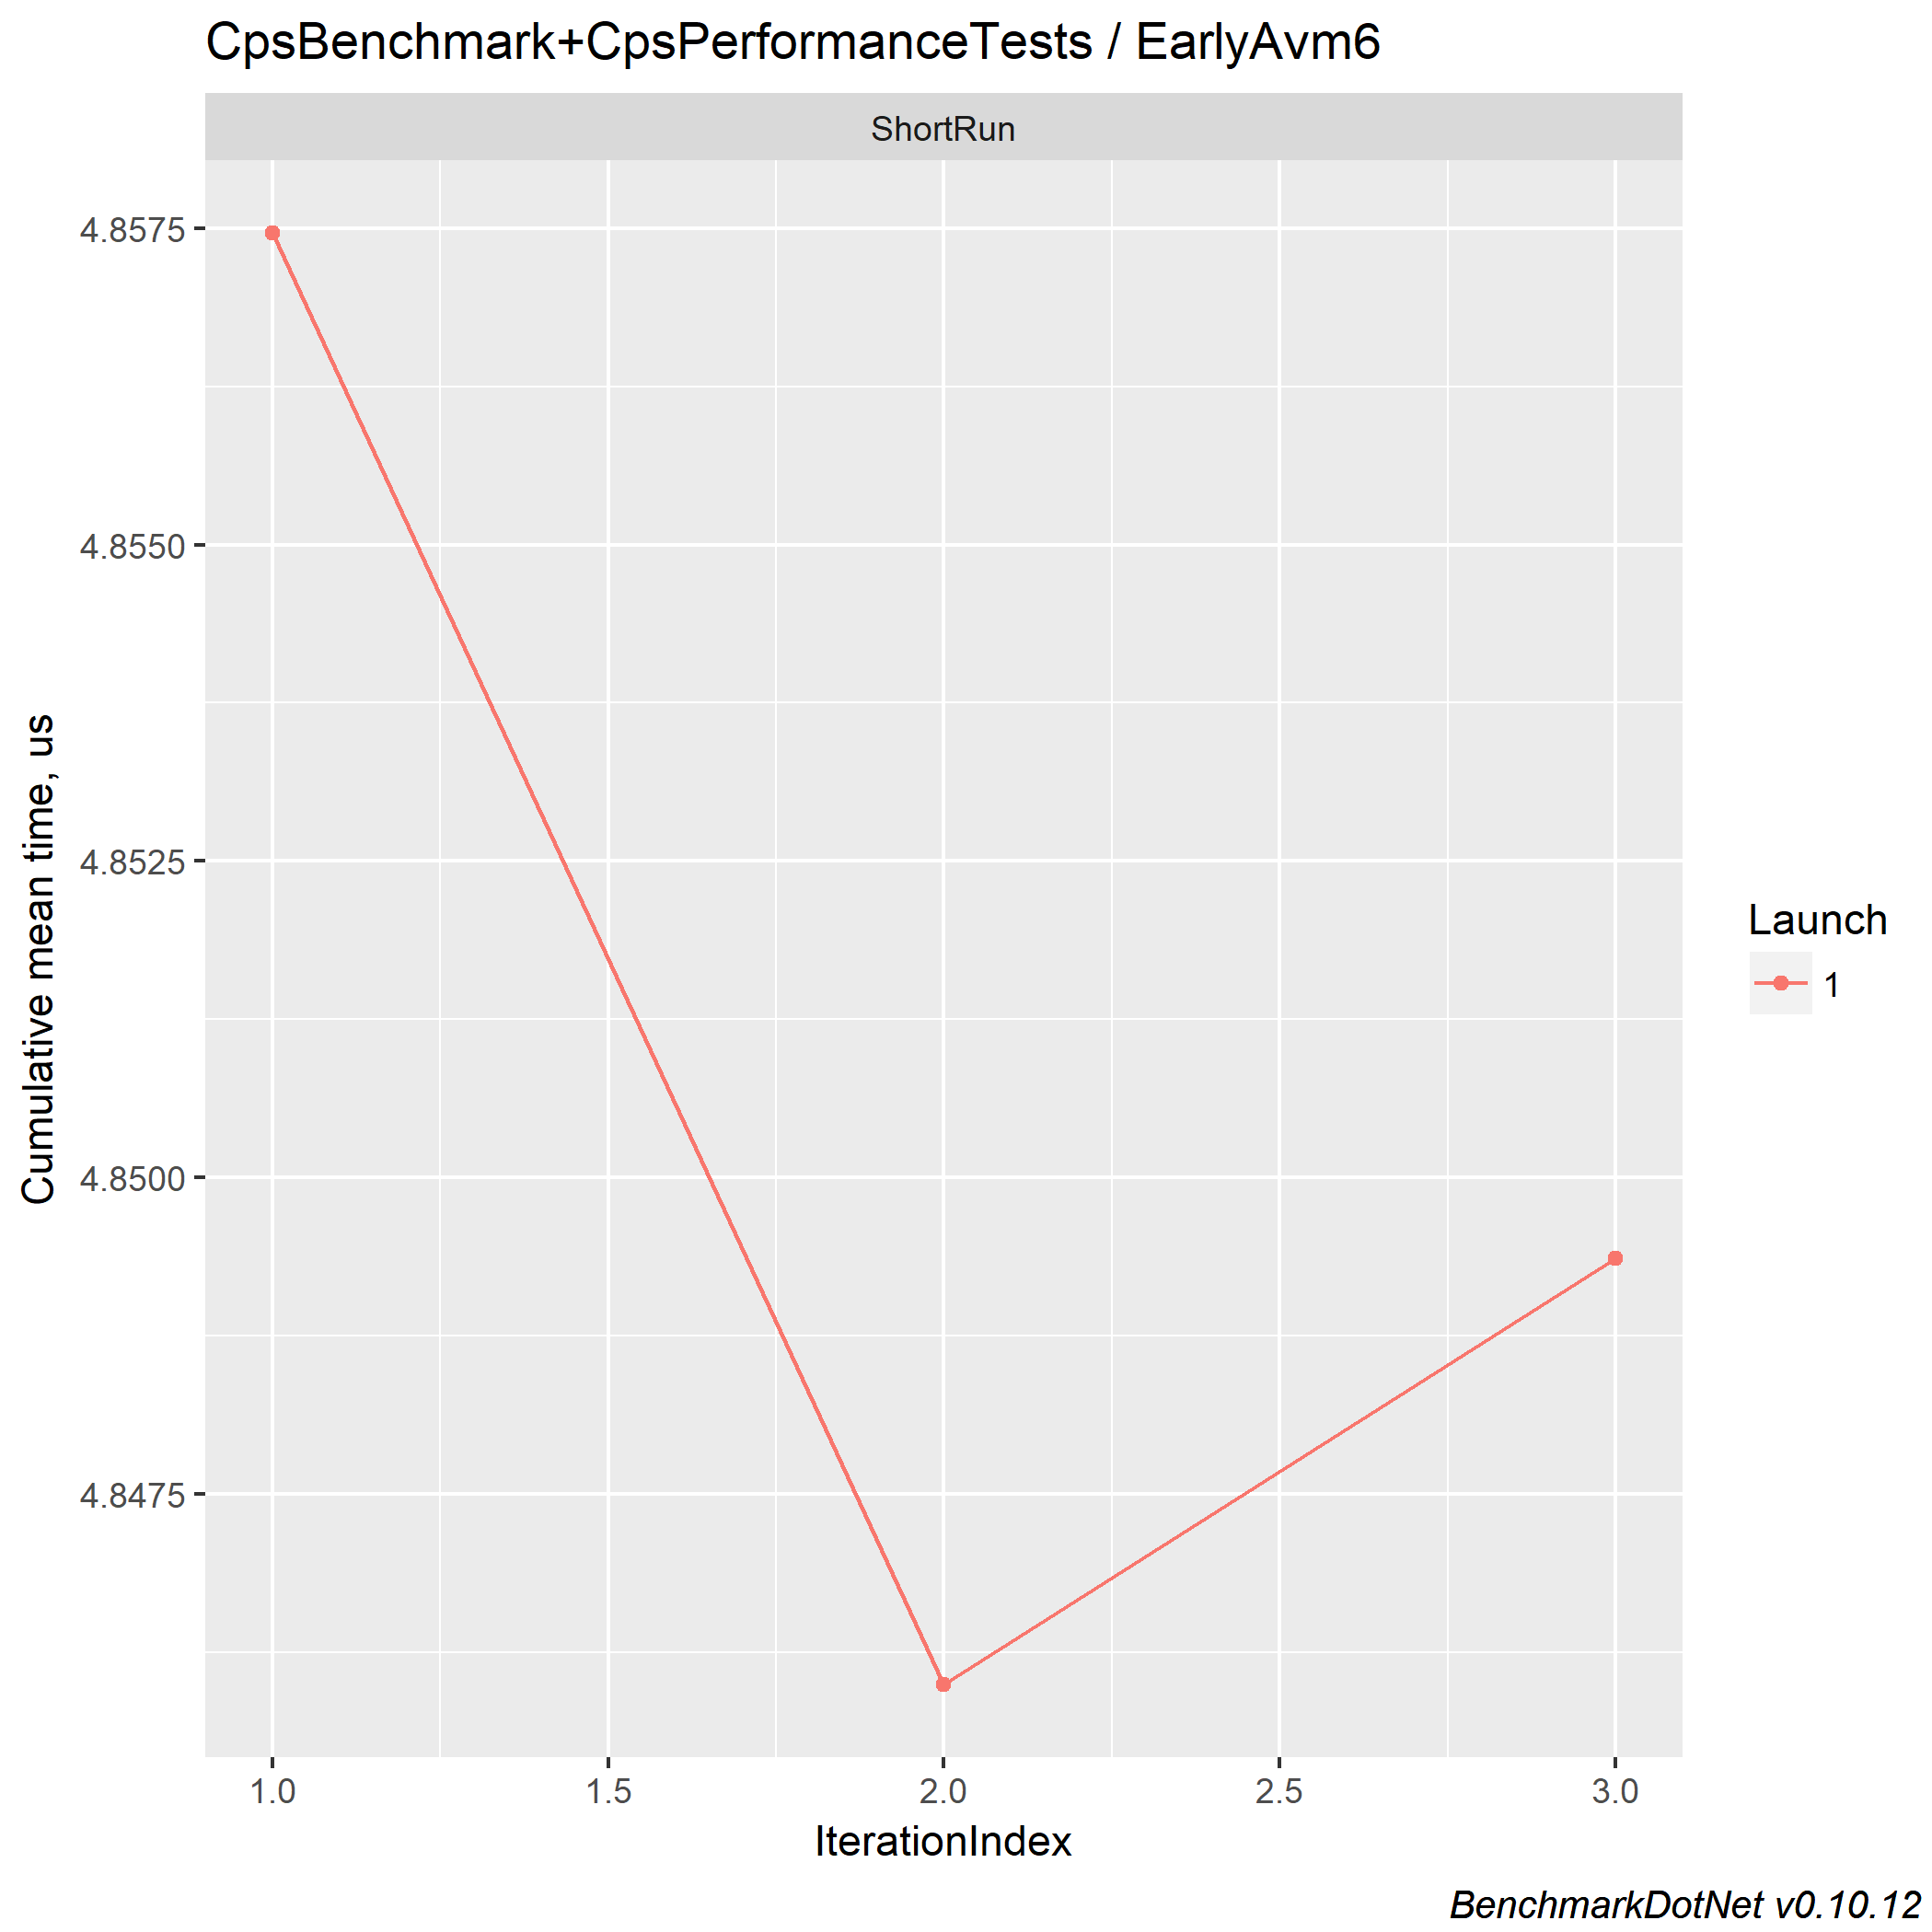 CpsBenchmark+CpsPerformanceTests / EarlyAvm6
ShortRun
4.8575
4.8550
4.8525
4.8500
4.8475
Cumulative mean time, us
1.0 1.5 2.0 2.5 3.0
IterationIndex
Launch
1
BenchmarkDotNet v0.10.12